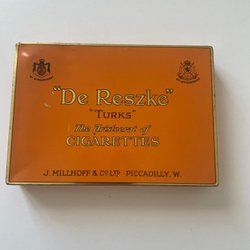 "De Reszke"
"TURKS"
The Aristocrat of
CIGARETTES
J. MILLHOFF & CO LTD PICCADILLY, W.